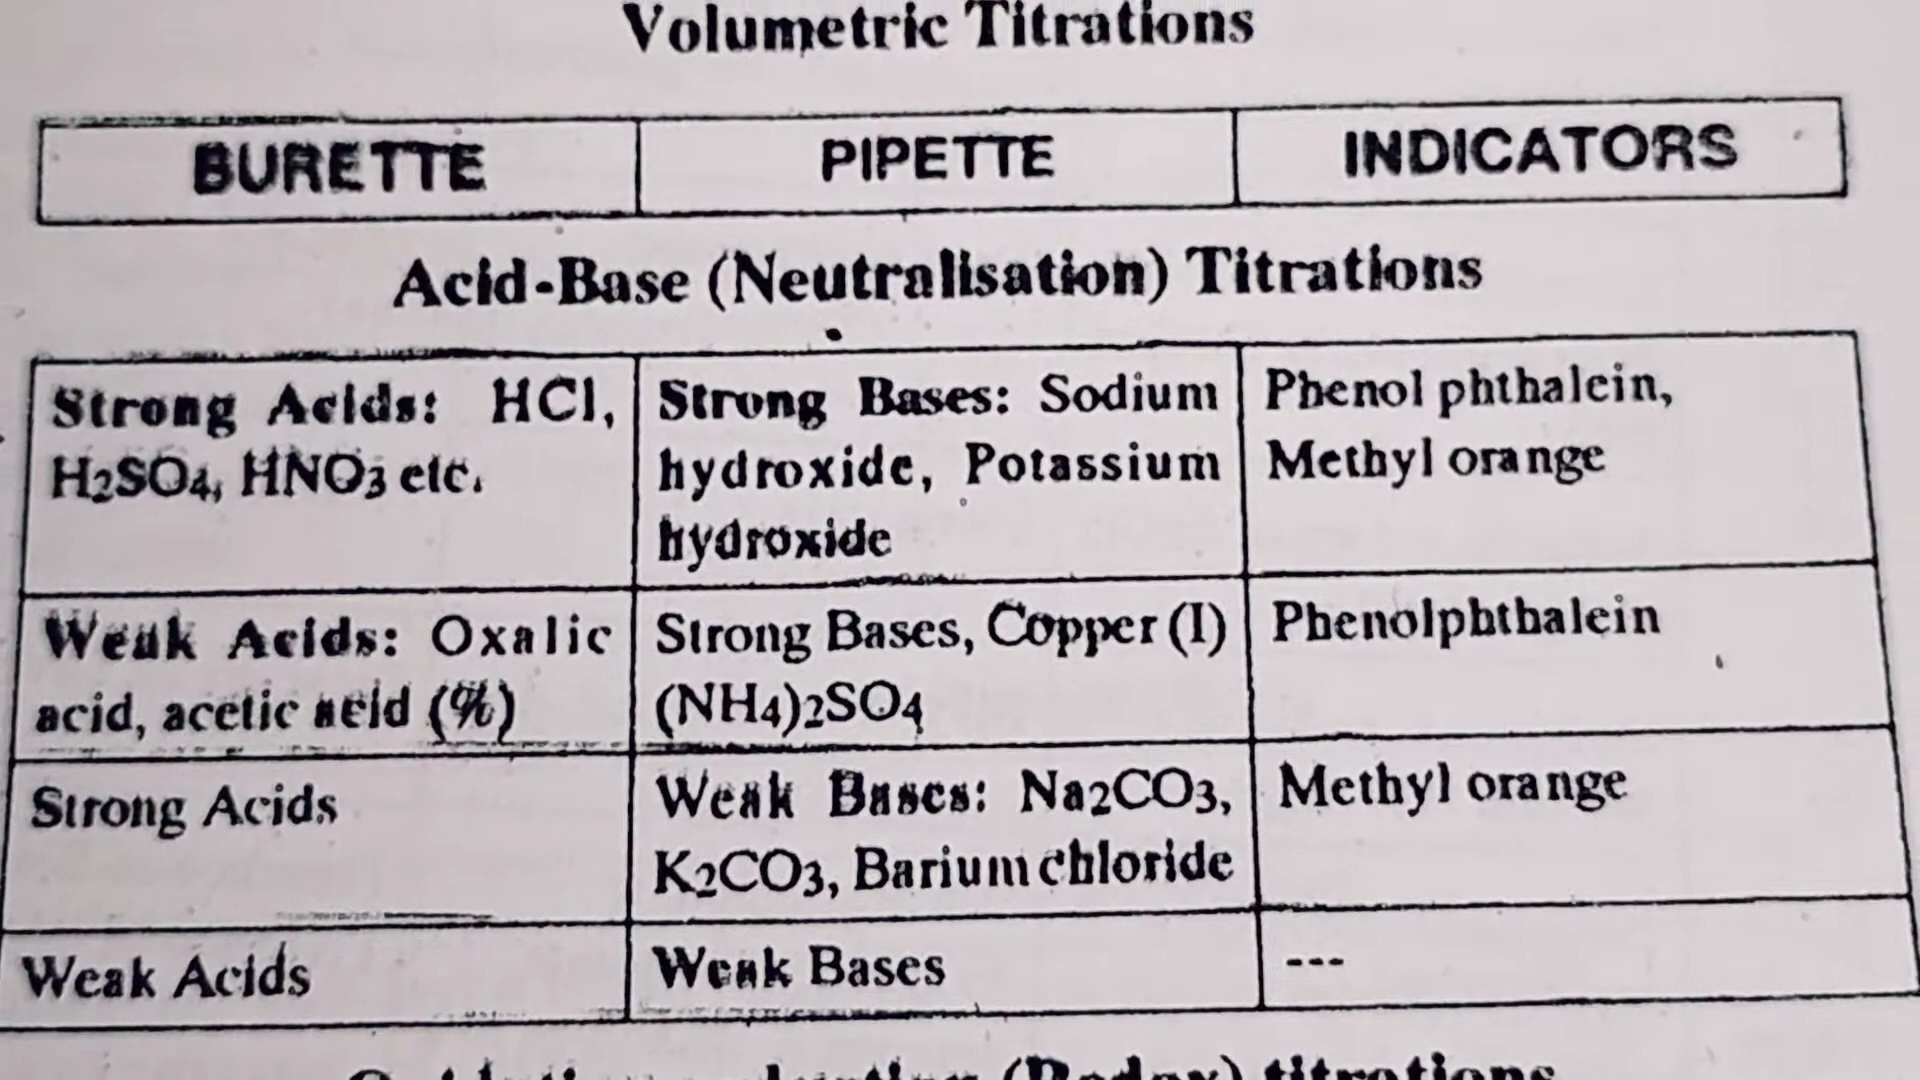 Volumetric Titrations
BURETTE PIPETTE INDICATORS
Acid-Base (Neutralisation) Titrations
Strong Acids: HCl,
H2SO4, HNO3 etc.
Strong Bases: Sodium
hydroxide, Potassium
hydroxide
Phenol phthalein,
Methyl orange
Weak Acids: Oxalic
acid, acetic acid (%)
Strong Bases, Copper (I)
(NH4)2SO4
Phenolphthalein
Strong Acids
Weak Bases: Na2CO3,
K2CO3, Barium chloride
Methyl orange
Weak Acids
Weak Bases
---
(Redox) titrations